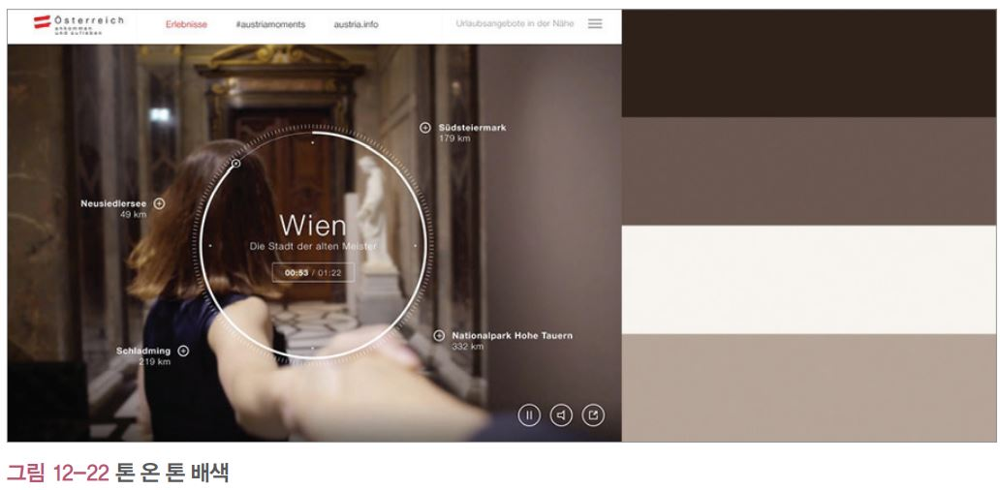 Österreich
ankommen
und aufleben
Erlebnisse
#austriamoments
austria.info
Urlaubsangebote in der Nähe
Südsteiermark
179 km
Neusiedlersee
49 km
Wien
Die Stadt der alten Meister
00:53 / 01:22
Nationalpark Hohe Tauern
332 km
Schladming
219 km
그림 12-22 톤 온 톤 배색